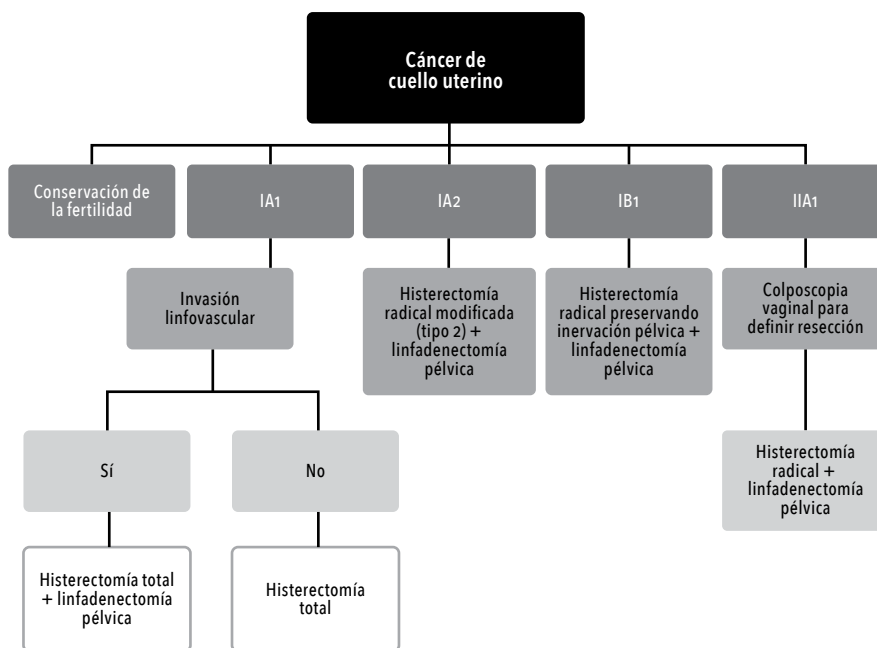 Cáncer de
cuello uterino
Conservación de
la fertilidad
IA1
IA2
IB1
IIA1
Invasión
linfovascular
Histerectomía
radical modificada
(tipo 2) +
linfadenectomía
pélvica
Histerectomía
radical preservando
inervación pélvica +
linfadenectomía
pélvica
Colposcopia
vaginal para
definir resección
Sí
No
Histerectomía
radical +
linfadenectomía
pélvica
Histerectomía total
+ linfadenectomía
pélvica
Histerectomía
total